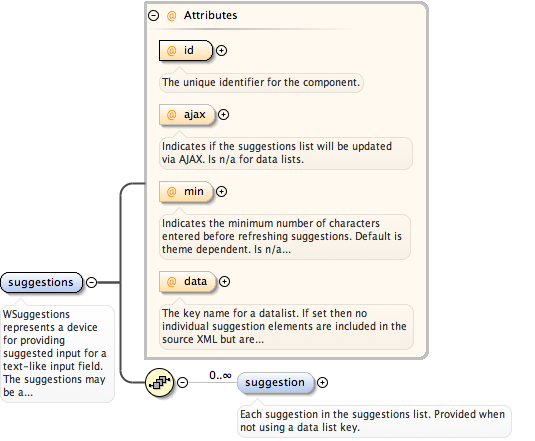 @ Attributes
@ id
The unique identifier for the component.
@ ajax
Indicates if the suggestions list will be updated
via AJAX. Is n/a for data lists.
@ min
Indicates the minimum number of characters
entered before refreshing suggestions. Default is
theme dependent. Is n/a...
@ data
The key name for a datalist. If set then no
individual suggestion elements are included in the
source XML but are...
suggestions
WSuggestions
represents a device
for providing
suggested input for a
text-like input field.
The suggestions may
be a...
0..∞
suggestion
Each suggestion in the suggestions list. Provided when
not using a data list key.